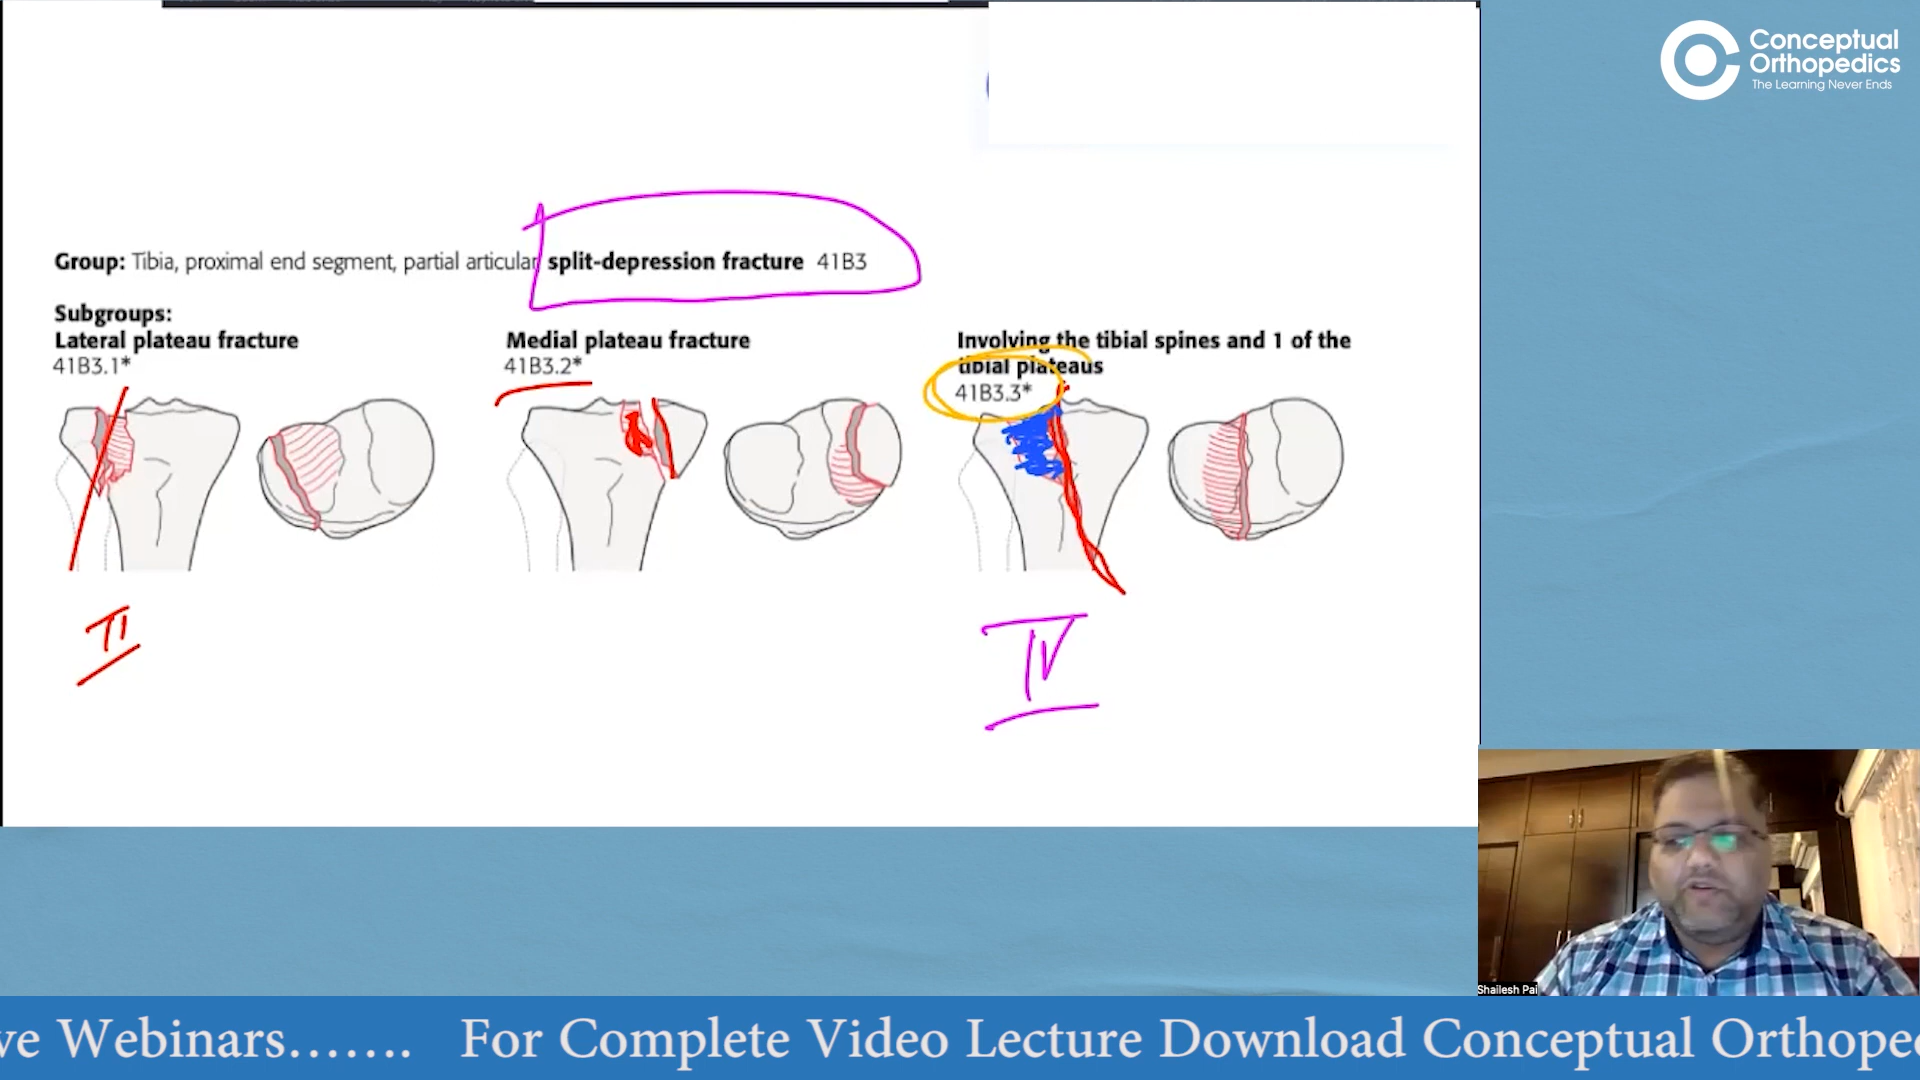 Conceptual
Orthopedics
The Learning Never Ends
Group: Tibia, proximal end segment, partial articular split-depression fracture 41B3
Subgroups:
Lateral plateau fracture
41B3.1*
Medial plateau fracture
41B3.2*
Involving the tibial spines and 1 of the
tibial plateaus
41B3.3*
II
IV
Shailesh Pai
ve Webinars....... For Complete Video Lecture Download Conceptual Orthope